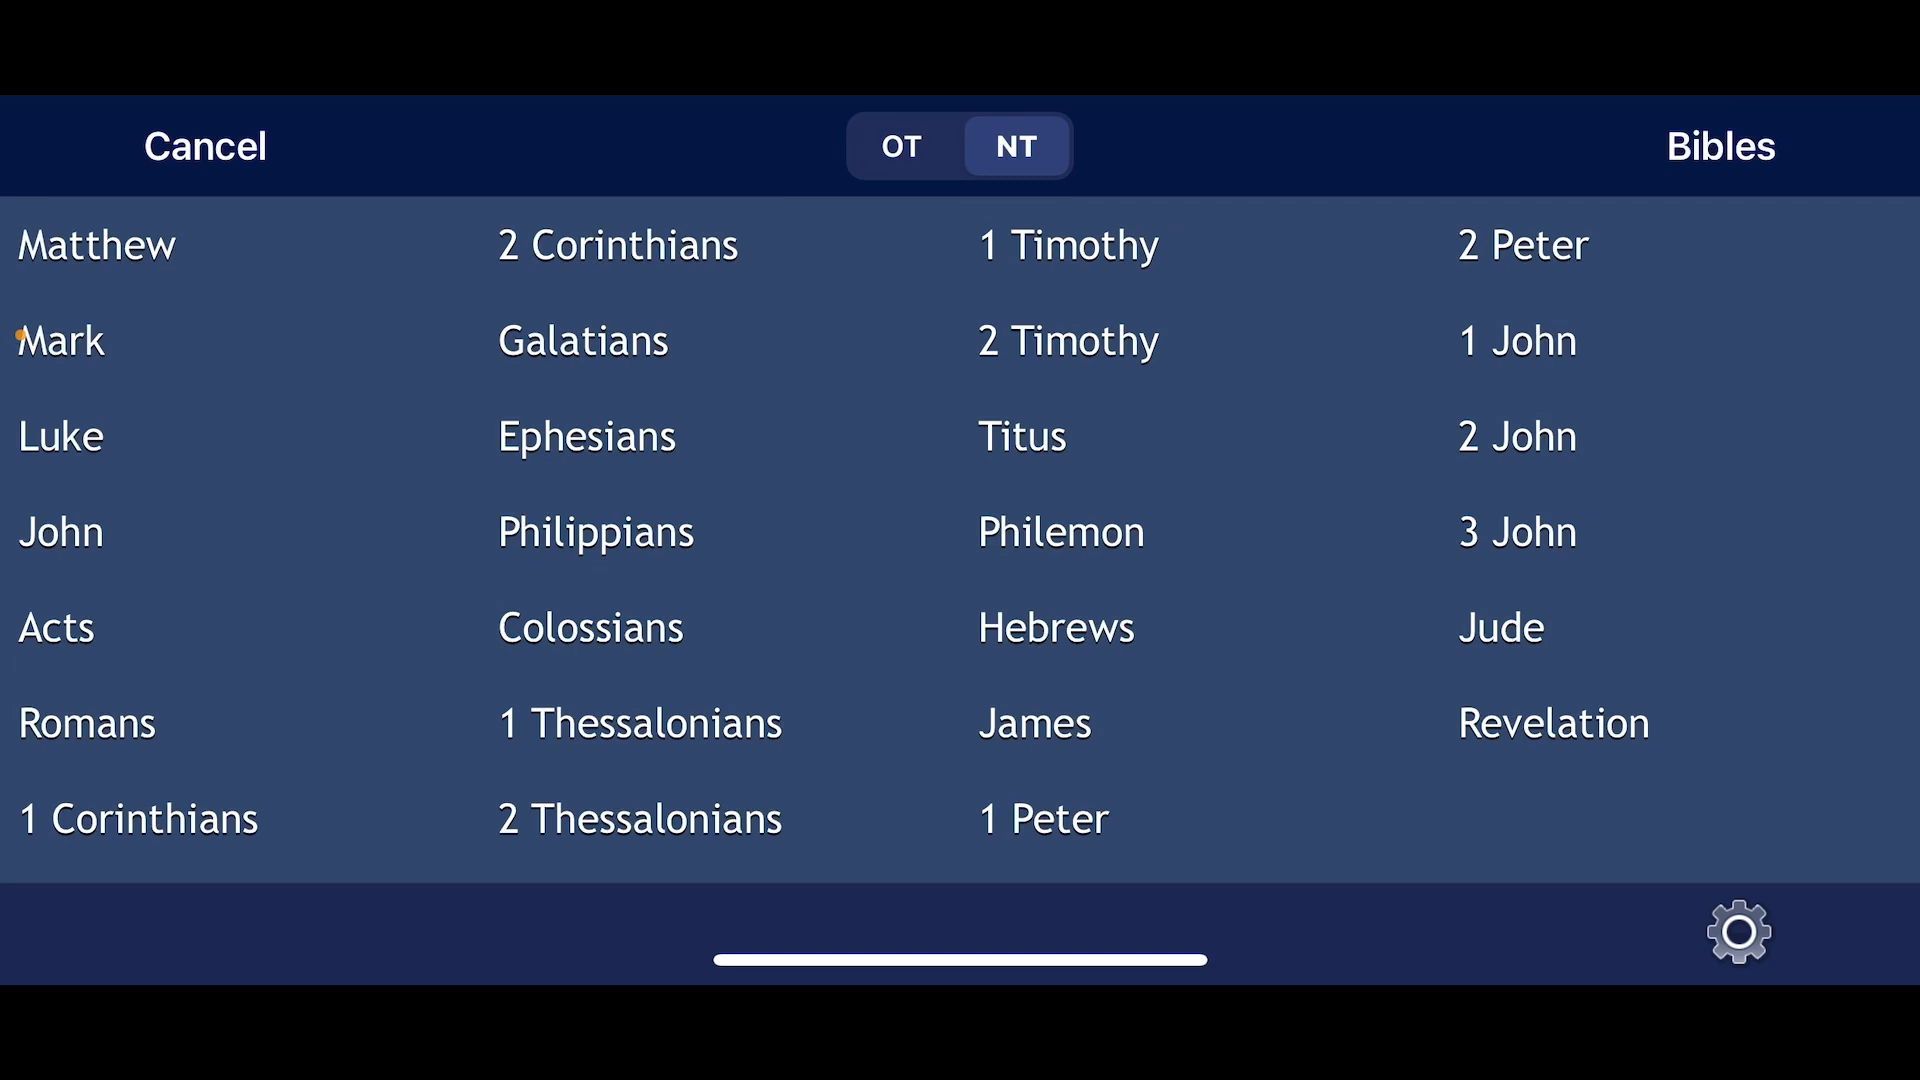 Cancel
OT NT
Bibles
Matthew
Mark
Luke
John
Acts
Romans
1 Corinthians
2 Corinthians
Galatians
Ephesians
Philippians
Colossians
1 Thessalonians
2 Thessalonians
1 Timothy
2 Timothy
Titus
Philemon
Hebrews
James
1 Peter
2 Peter
1 John
2 John
3 John
Jude
Revelation